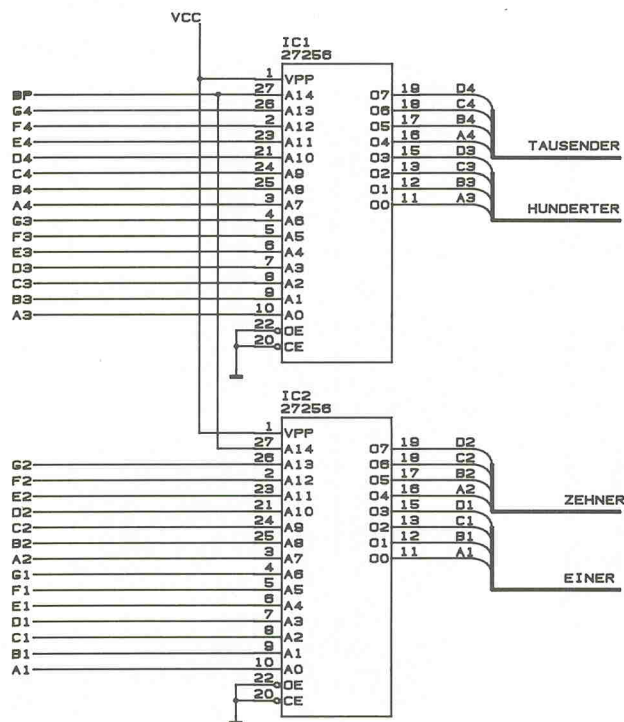 VCC
IC1
27256
1 VPP
BP 27 A14 O7 19 D4
G4 26 A13 O6 18 C4
F4 2 A12 O5 17 B4
E4 23 A11 O4 16 A4 TAUSENDER
D4 21 A10 O3 15 D3
C4 24 A9 O2 13 C3
B4 25 A8 O1 12 B3
A4 3 A7 O0 11 A3 HUNDERTER
G3 4 A6
F3 5 A5
E3 6 A4
D3 7 A3
C3 8 A2
B3 9 A1
A3 10 A0
22 OE
20 CE
IC2
27256
1 VPP
27 A14 O7 19 D2
G2 26 A13 O6 18 C2
F2 2 A12 O5 17 B2
E2 23 A11 O4 16 A2 ZEHNER
D2 21 A10 O3 15 D1
C2 24 A9 O2 13 C1
B2 25 A8 O1 12 B1
A2 3 A7 O0 11 A1
G1 4 A6
F1 5 A5 EINER
E1 6 A4
D1 7 A3
C1 8 A2
B1 9 A1
A1 10 A0
22 OE
20 CE